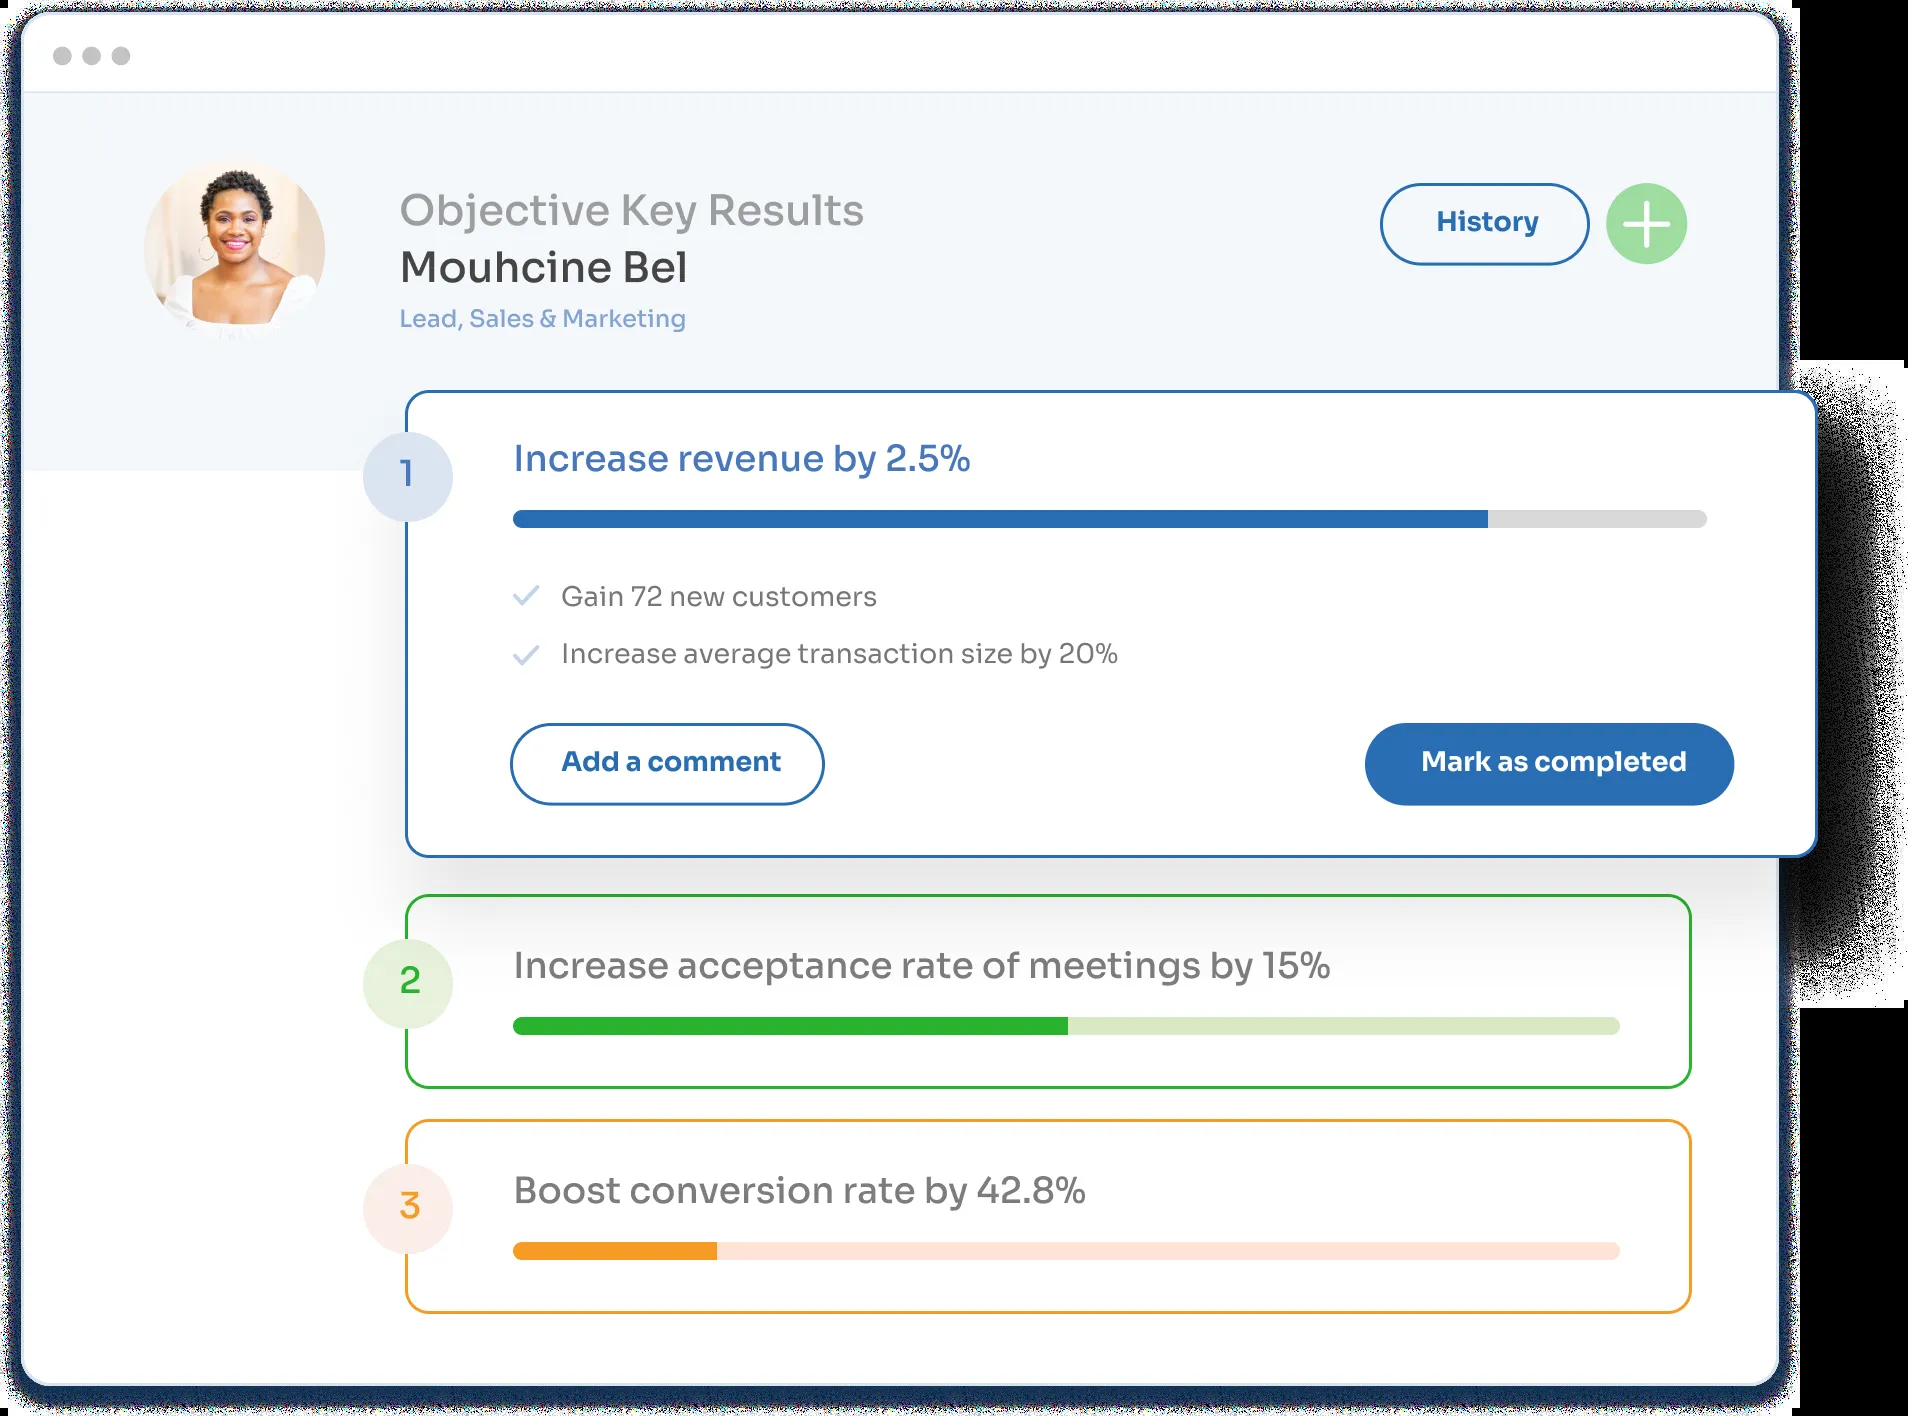 Objective Key Results
Mouhcine Bel
Lead, Sales & Marketing
History
1
Increase revenue by 2.5%
Gain 72 new customers
Increase average transaction size by 20%
Add a comment
Mark as completed
2
Increase acceptance rate of meetings by 15%
3
Boost conversion rate by 42.8%